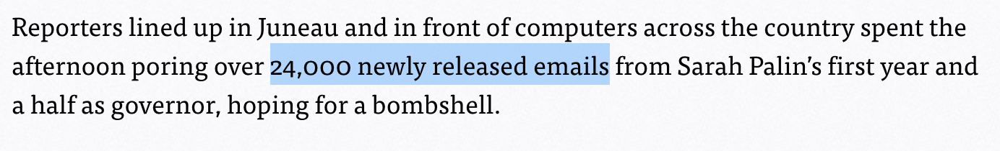 Reporters lined up in Juneau and in front of computers across the country spent the
afternoon poring over 24,000 newly released emails from Sarah Palin’s first year and
a half as governor, hoping for a bombshell.